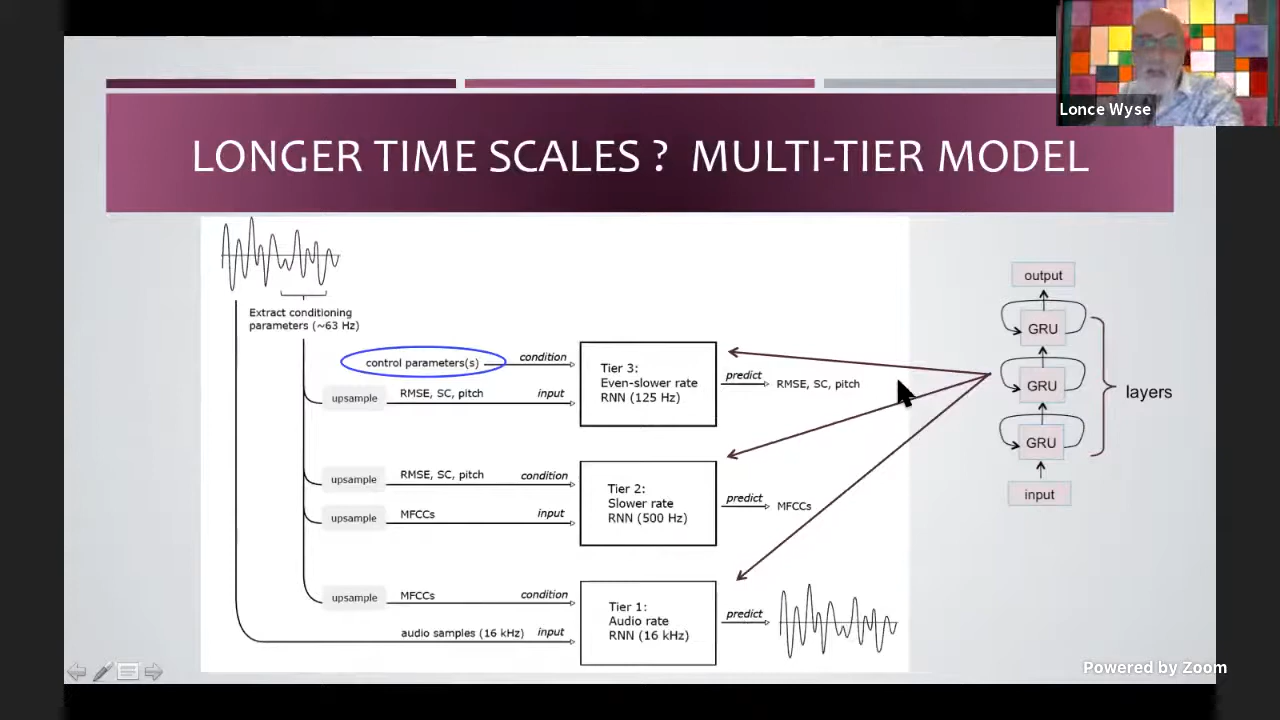 Lonce Wyse
LONGER TIME SCALES ? MULTI-TIER MODEL
Extract conditioning
parameters (~63 Hz)
control parameters(s)
condition
upsample
RMSE, SC, pitch
input
Tier 3:
Even-slower rate
RNN (125 Hz)
predict
RMSE, SC, pitch
upsample
RMSE, SC, pitch
condition
upsample
MFCCs
input
Tier 2:
Slower rate
RNN (500 Hz)
predict
MFCCs
upsample
MFCCs
condition
audio samples (16 kHz)
input
Tier 1:
Audio rate
RNN (16 kHz)
predict
output
GRU
GRU
GRU
input
layers
Powered by Zoom